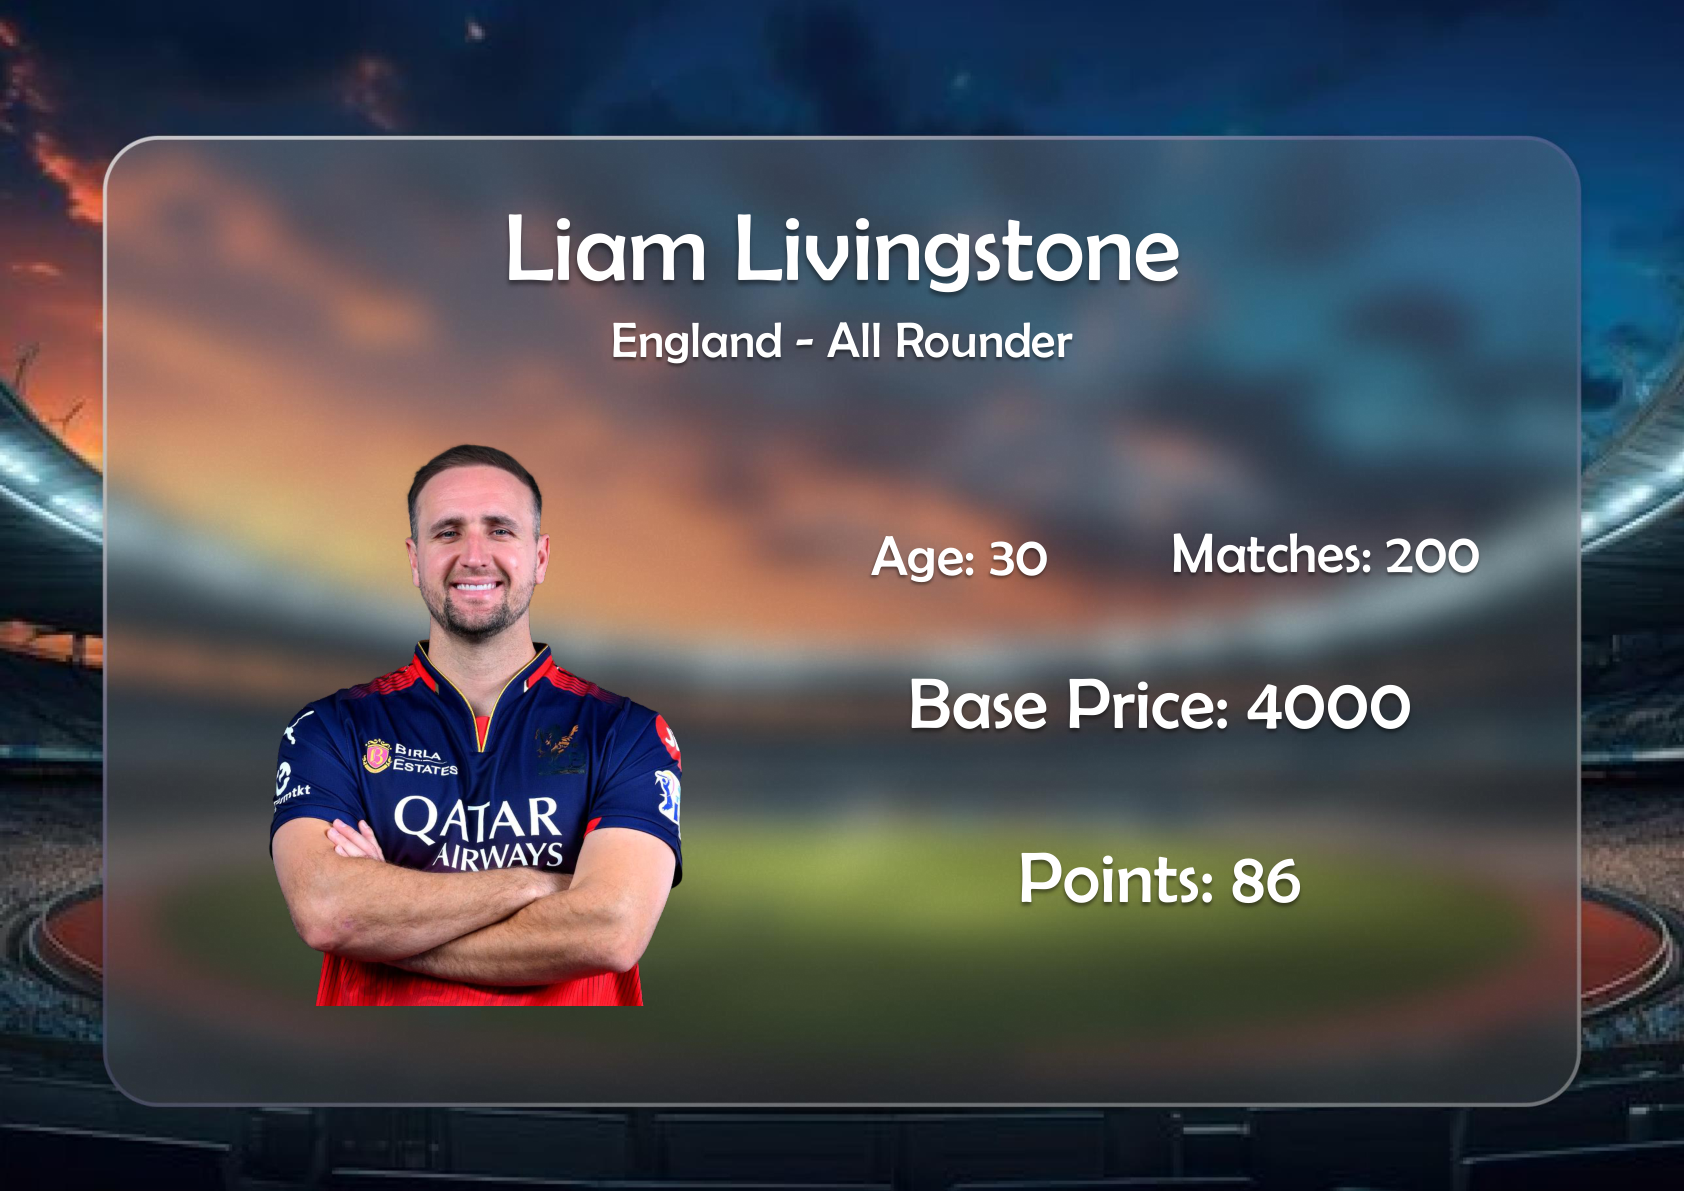 Liam Livingstone
England - All Rounder
Age: 30
Matches: 200
Base Price: 4000
Points: 86
BIRLA
ESTATES
QATAR
AIRWAYS